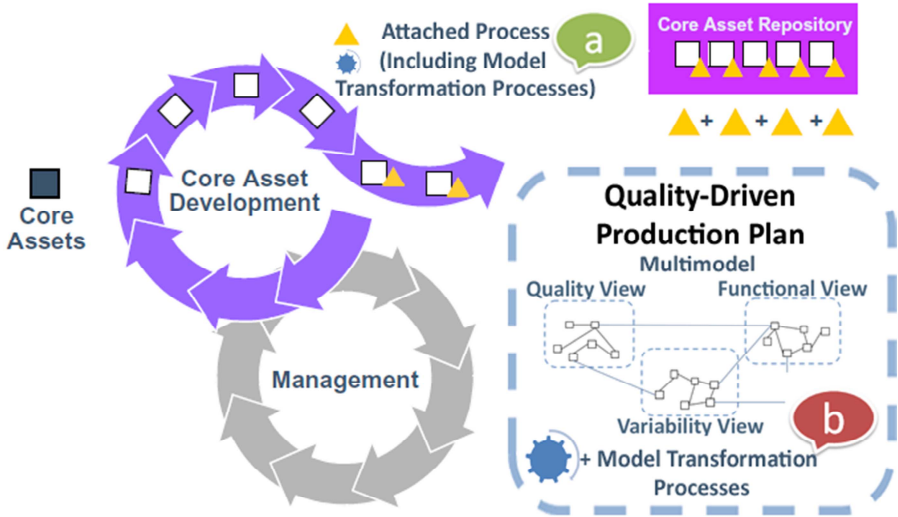 Attached Process
(Including Model
Transformation Processes)
a
Core Asset Repository
+ + +
Core Asset
Development
Core
Assets
Management
Quality-Driven
Production Plan
Multimodel
Quality View
Functional View
Variability View
b
+ Model Transformation
Processes